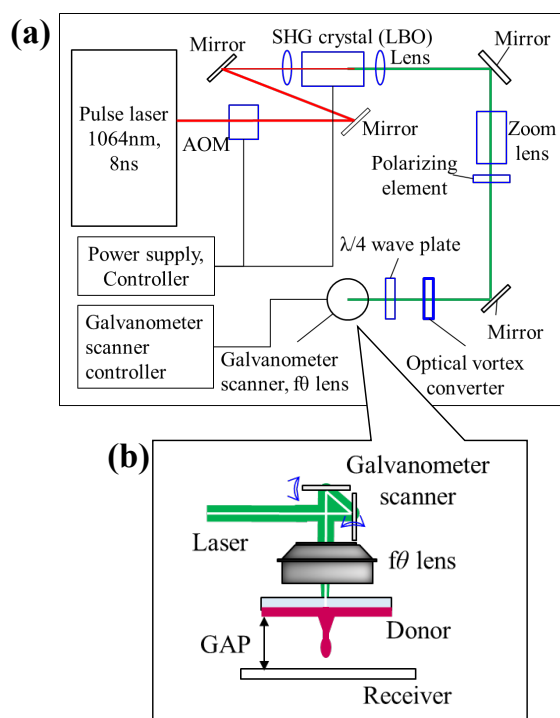 (a)
Mirror
SHG crystal (LBO)
Lens
Mirror
Pulse laser
1064nm,
8ns
AOM
Mirror
Zoom
lens
Polarizing
element
Power supply,
Controller
λ/4 wave plate
Galvanometer
scanner
controller
Galvanometer
scanner, fθ lens
Optical vortex
converter
Mirror
(b)
Galvanometer
scanner
Laser
fθ lens
GAP
Donor
Receiver